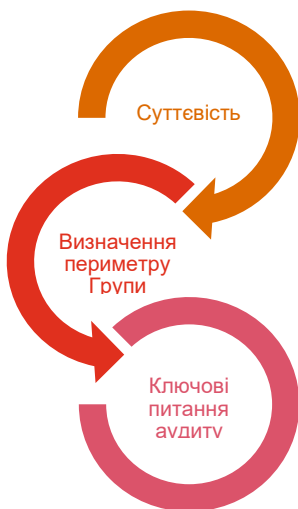 Суттєвість
Визначення
периметру
Групи
Ключові
питання
аудиту